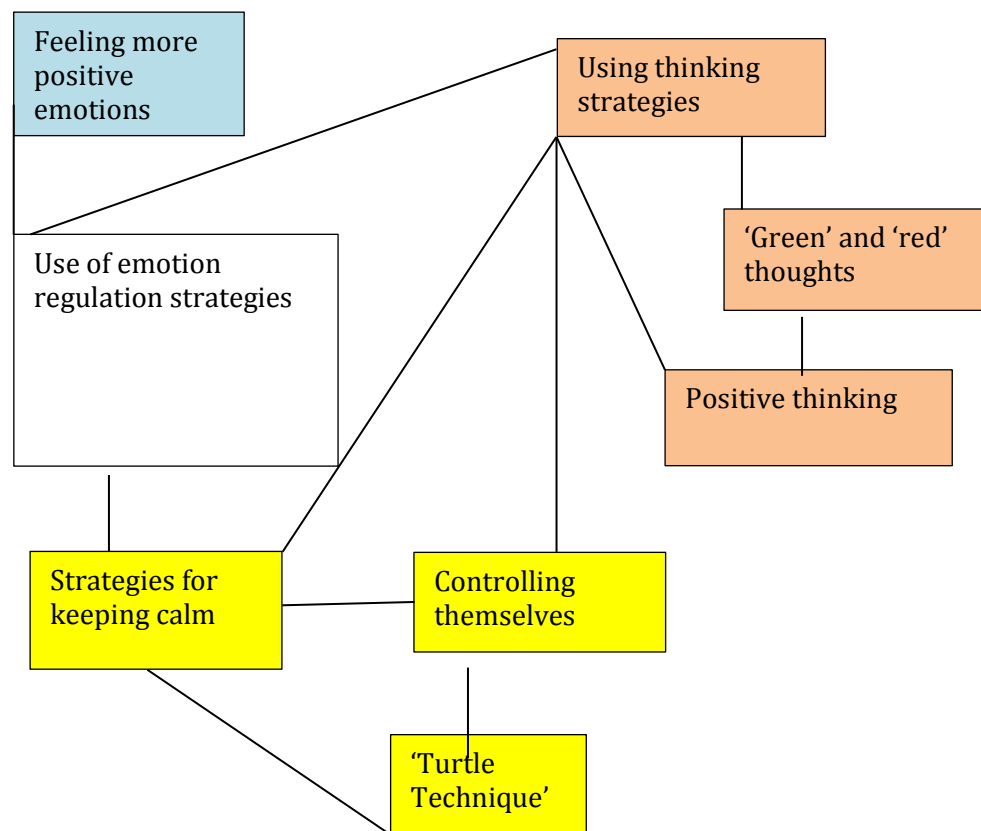 Feeling more
positive
emotions
Using thinking
strategies
‘Green’ and ‘red’
thoughts
Use of emotion
regulation strategies
Positive thinking
Strategies for
keeping calm
Controlling
themselves
‘Turtle
Technique’